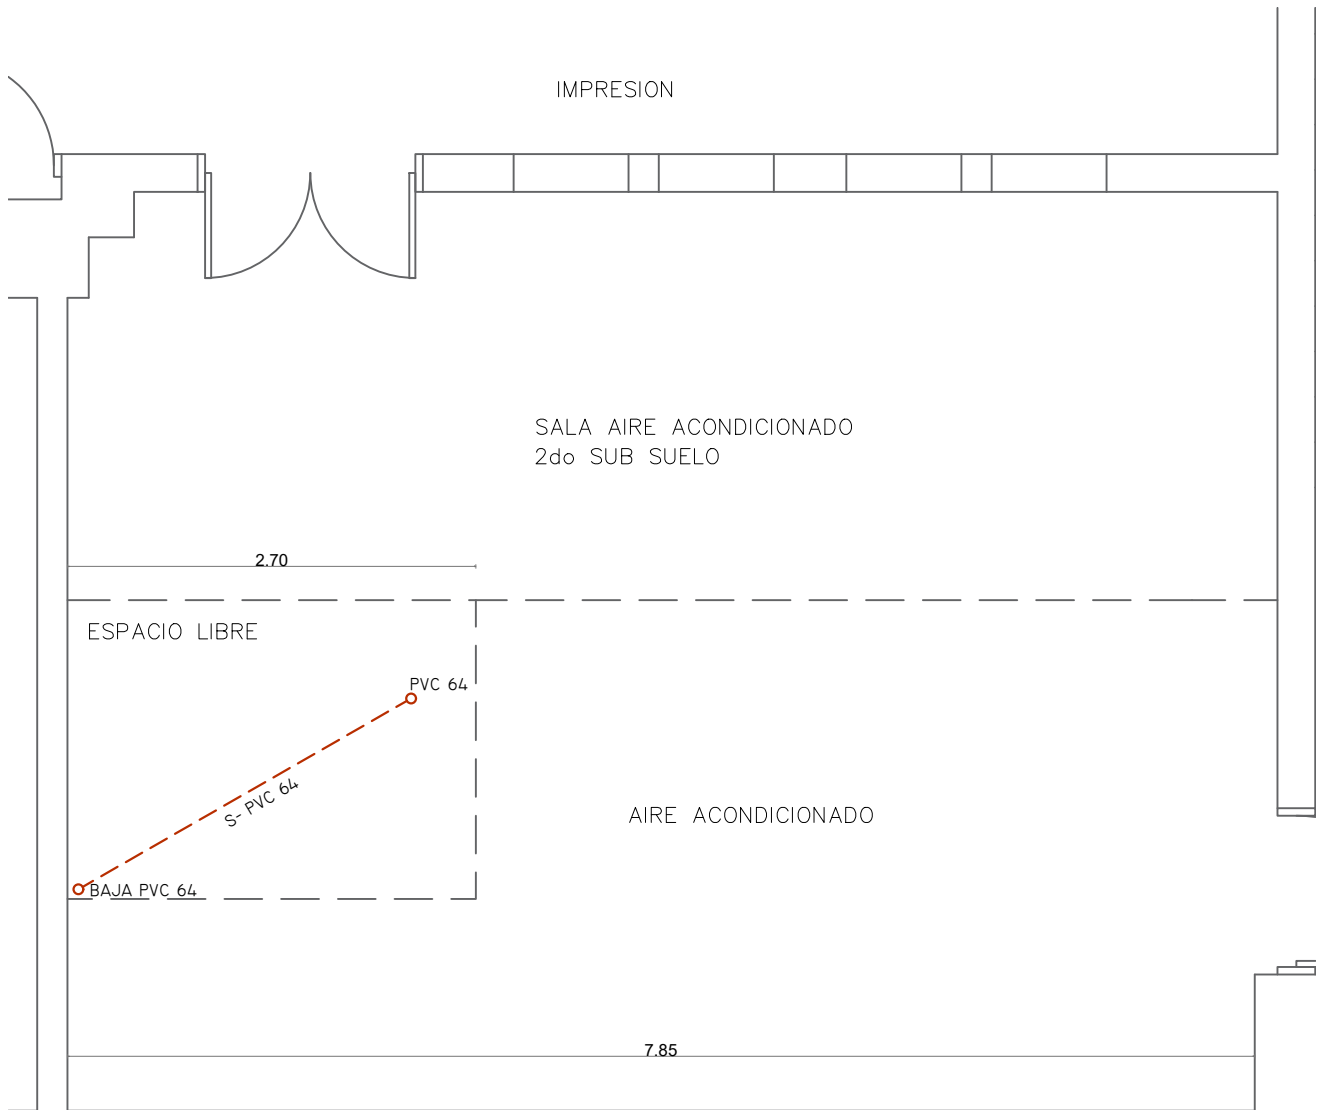 IMPRESION
SALA AIRE ACONDICIONADO
2do SUB SUELO
2.70
ESPACIO LIBRE
PVC 64
S- PVC 64
AIRE ACONDICIONADO
BAJA PVC 64
7.85